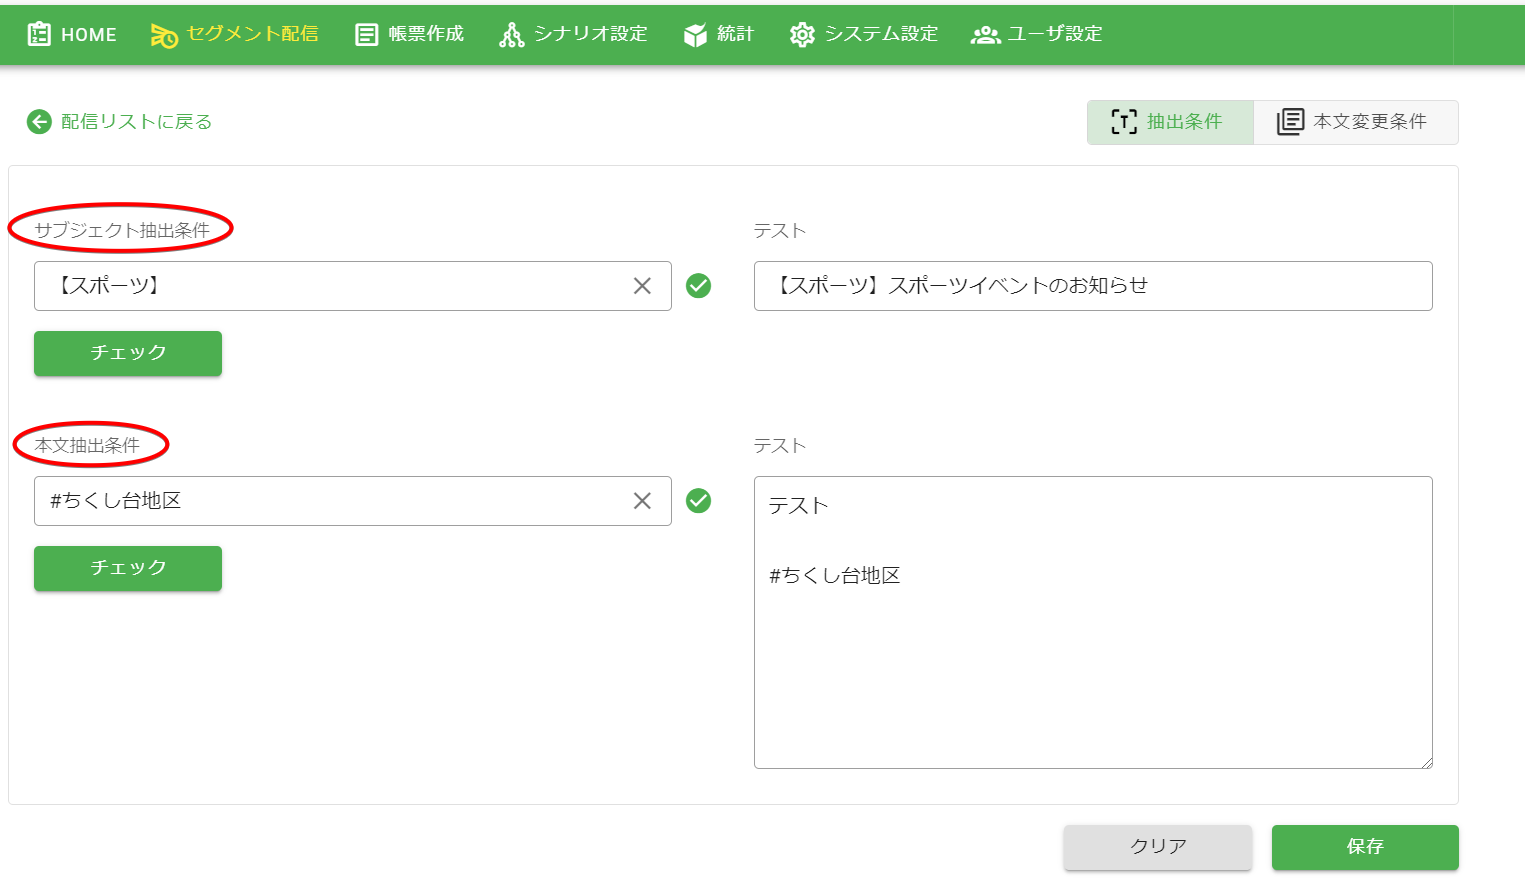 HOME セグメント配信 帳票作成 シナリオ設定 統計 システム設定 ユーザ設定
配信リストに戻る
抽出条件 本文変更条件
サブジェクト抽出条件 テスト
【スポーツ】 【スポーツ】スポーツイベントのお知らせ
チェック
本文抽出条件 テスト
#ちくし台地区 テスト
#ちくし台地区
チェック
クリア 保存